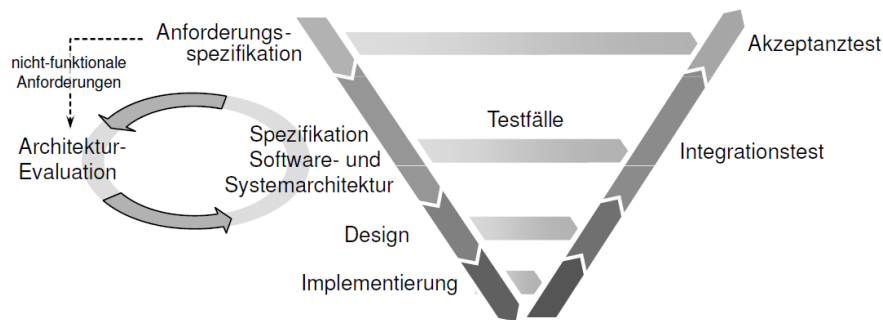 Anforderungs-
spezifikation
Akzeptanztest
nicht-funktionale
Anforderungen
Testfälle
Architektur-
Evaluation
Spezifikation
Software- und
Systemarchitektur
Integrationstest
Design
Implementierung